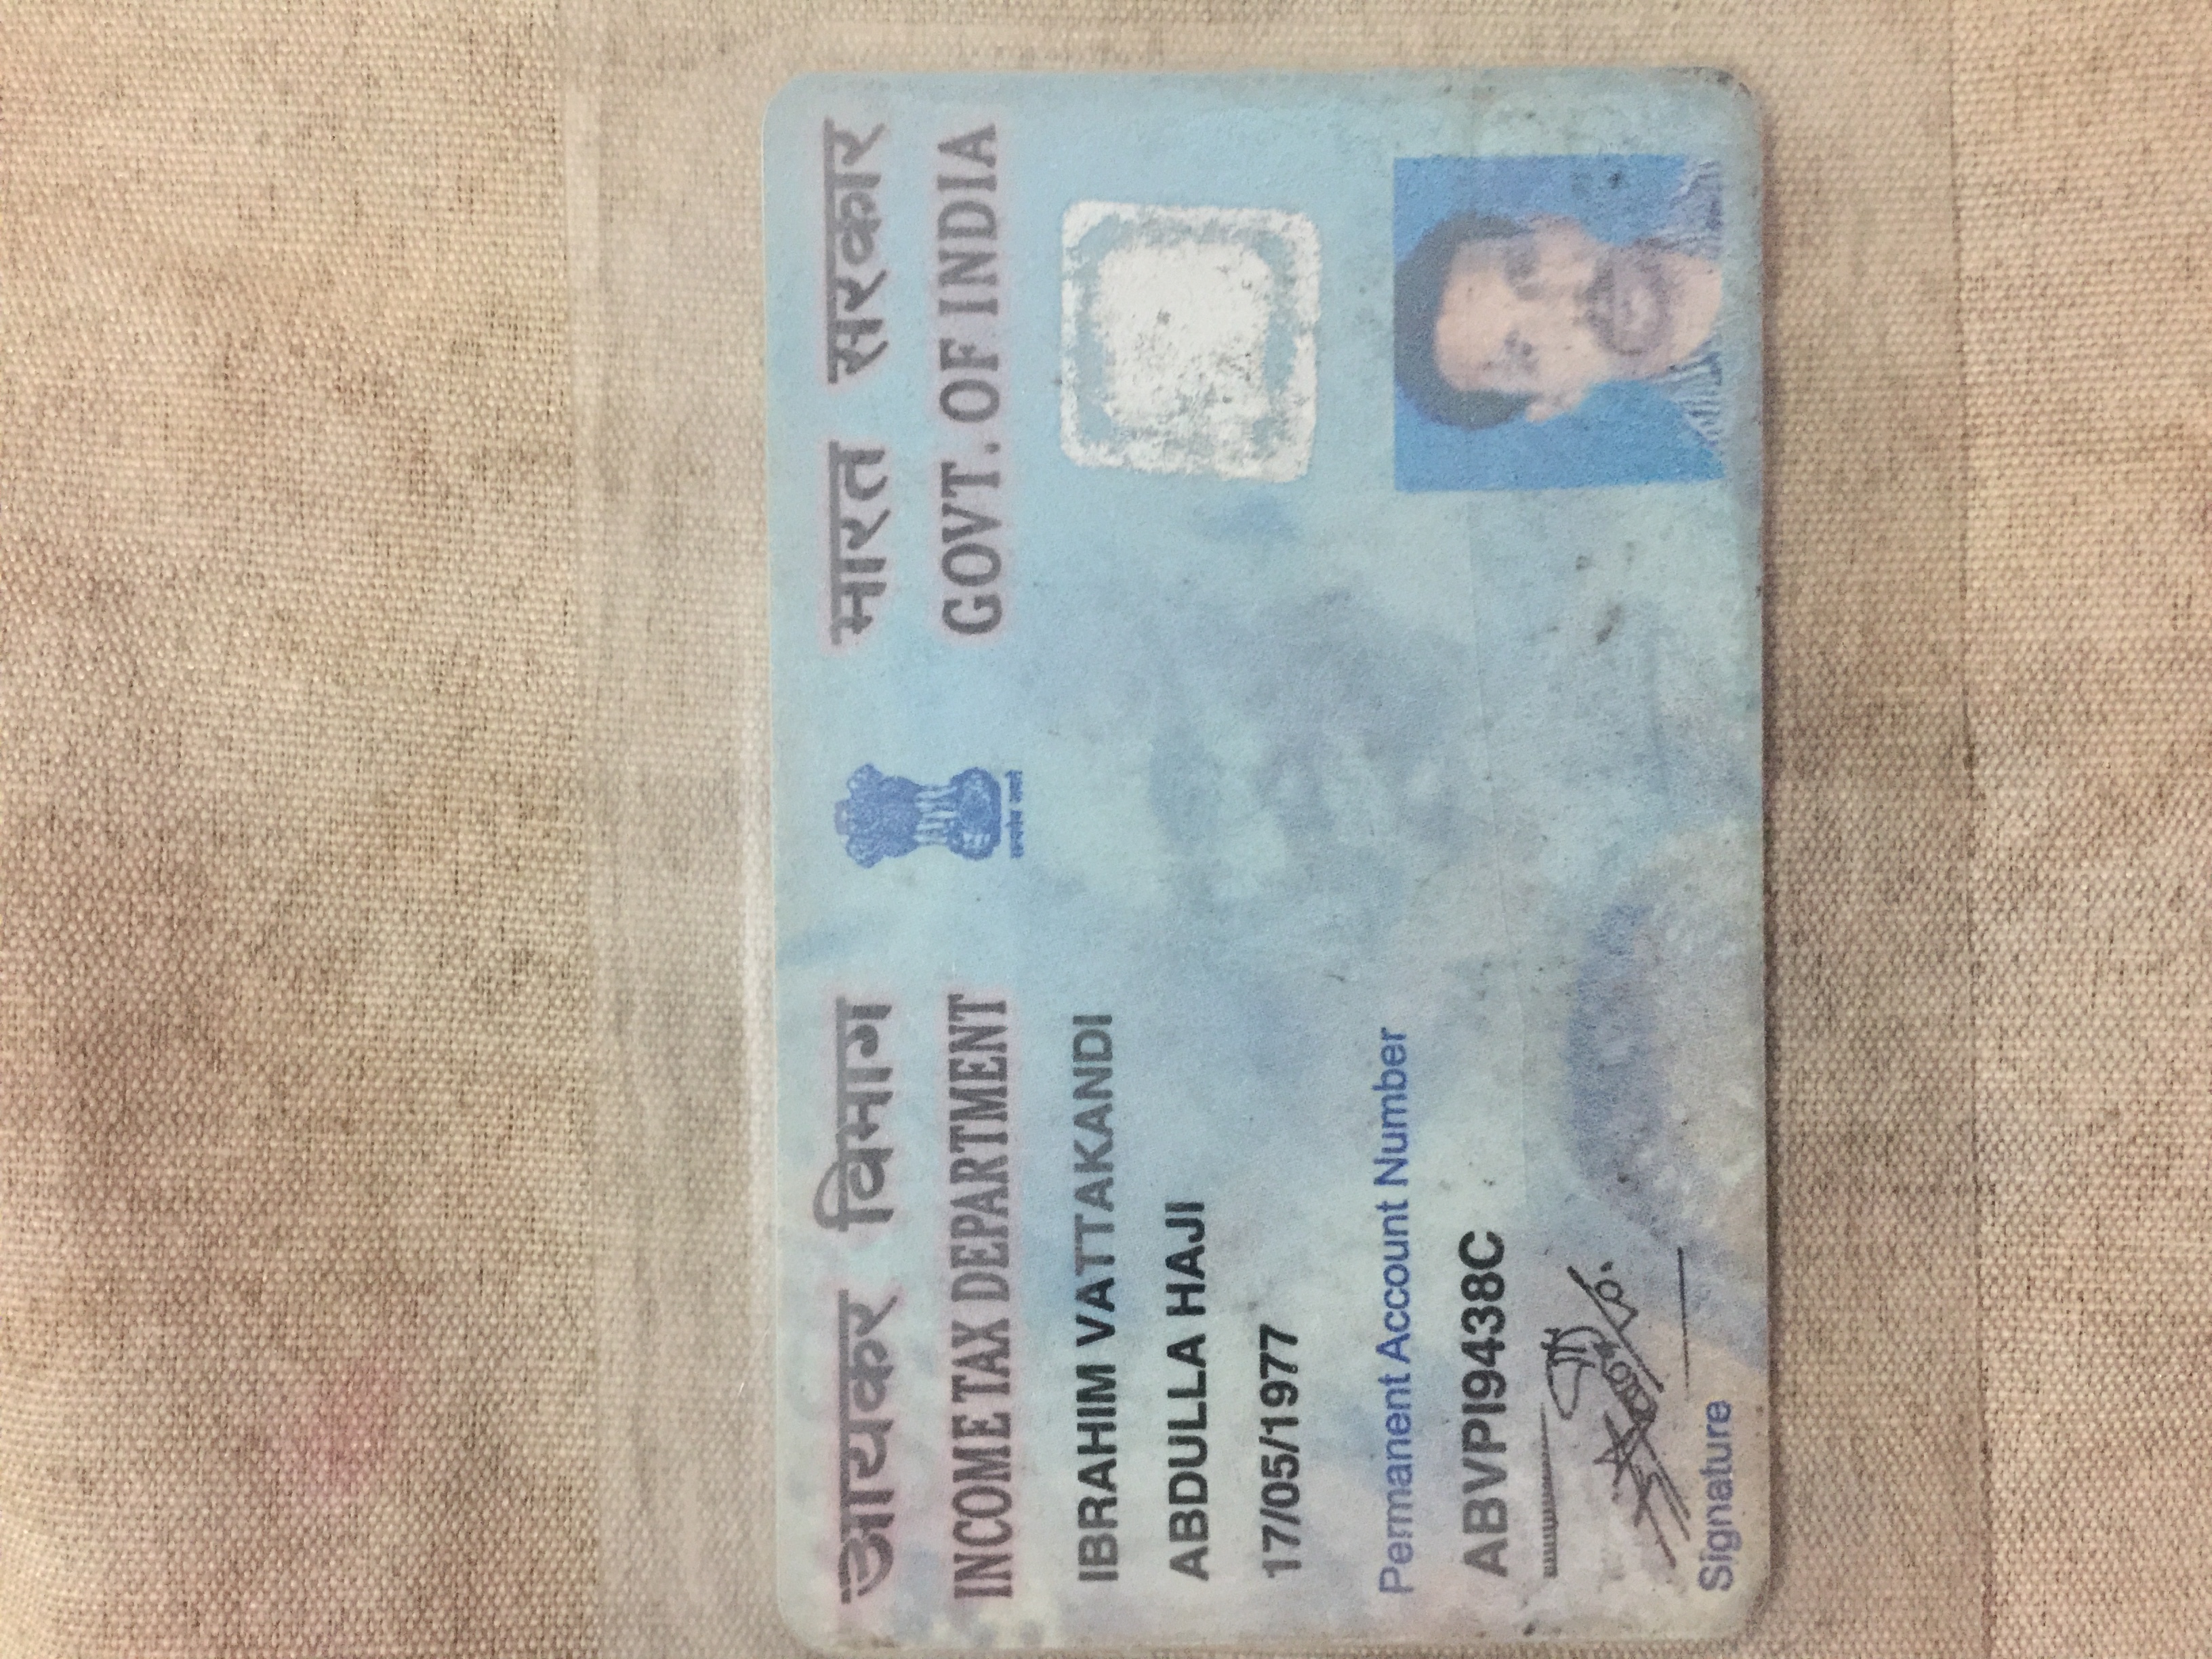 आयकर विभाग
INCOME TAX DEPARTMENT
सत्यमेव जयते
भारत सरकार
GOVT. OF INDIA
IBRAHIM VATTAKANDI
ABDULLA HAJI
17/05/1977
Permanent Account Number
ABVPI9438C
Signature